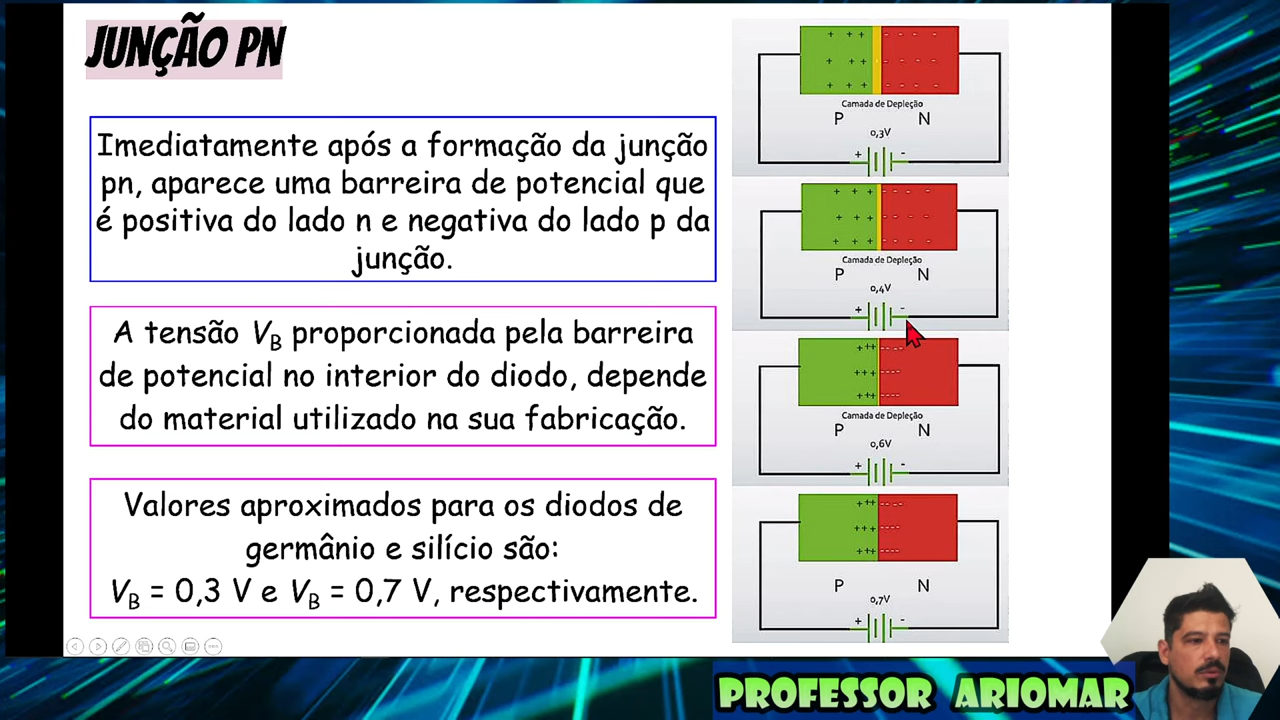 JUNÇÃO PN
Imediatamente após a formação da junção
pn, aparece uma barreira de potencial que
é positiva do lado n e negativa do lado p da
junção.
A tensão VB proporcionada pela barreira
de potencial no interior do diodo, depende
do material utilizado na sua fabricação.
Valores aproximados para os diodos de
germânio e silício são:
VB = 0,3 V e VB = 0,7 V, respectivamente.
Camada de Depleção
P N
0,3V
+ -
Camada de Depleção
P N
0,4V
+ -
Camada de Depleção
P N
0,6V
+ -
P N
0,7V
+ -
PROFESSOR ARIOMAR